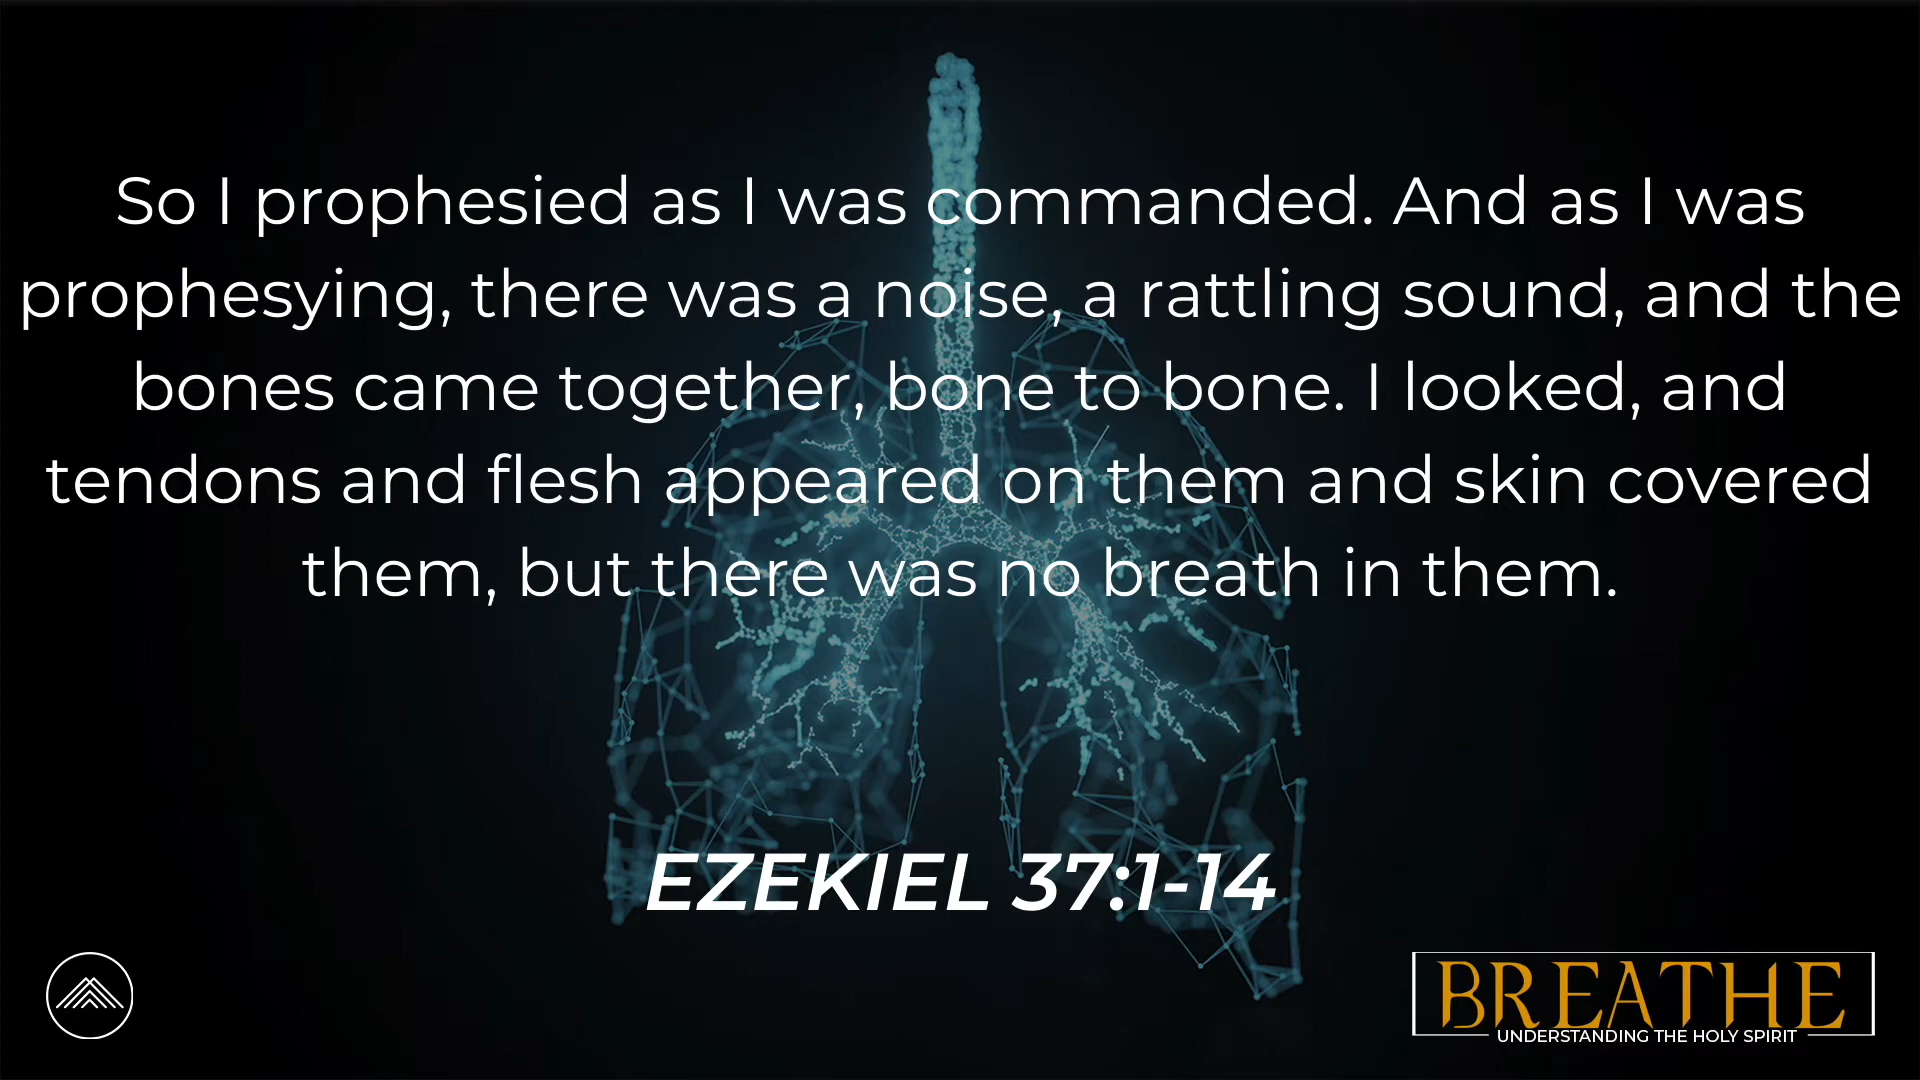 So I prophesied as I was commanded. And as I was
prophesying, there was a noise, a rattling sound, and the
bones came together, bone to bone. I looked, and
tendons and flesh appeared on them and skin covered
them, but there was no breath in them.
EZEKIEL 37:1-14
BREATHE
UNDERSTANDING THE HOLY SPIRIT